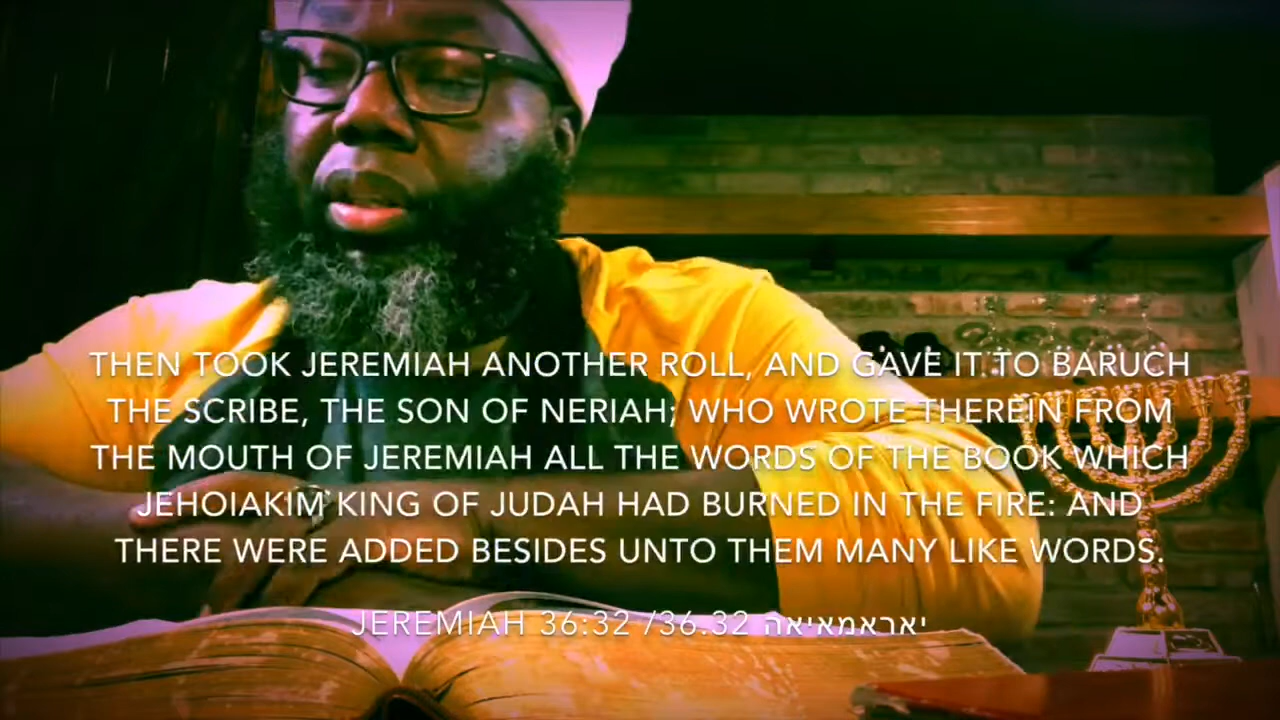 THEN TOOK JEREMIAH ANOTHER ROLL, AND GAVE IT TO BARUCH
THE SCRIBE, THE SON OF NERIAH; WHO WROTE THEREIN FROM
THE MOUTH OF JEREMIAH ALL THE WORDS OF THE BOOK WHICH
JEHOIAKIM KING OF JUDAH HAD BURNED IN THE FIRE: AND
THERE WERE ADDED BESIDES UNTO THEM MANY LIKE WORDS.
JEREMIAH 36:32 /36.32 יאראמאיאה